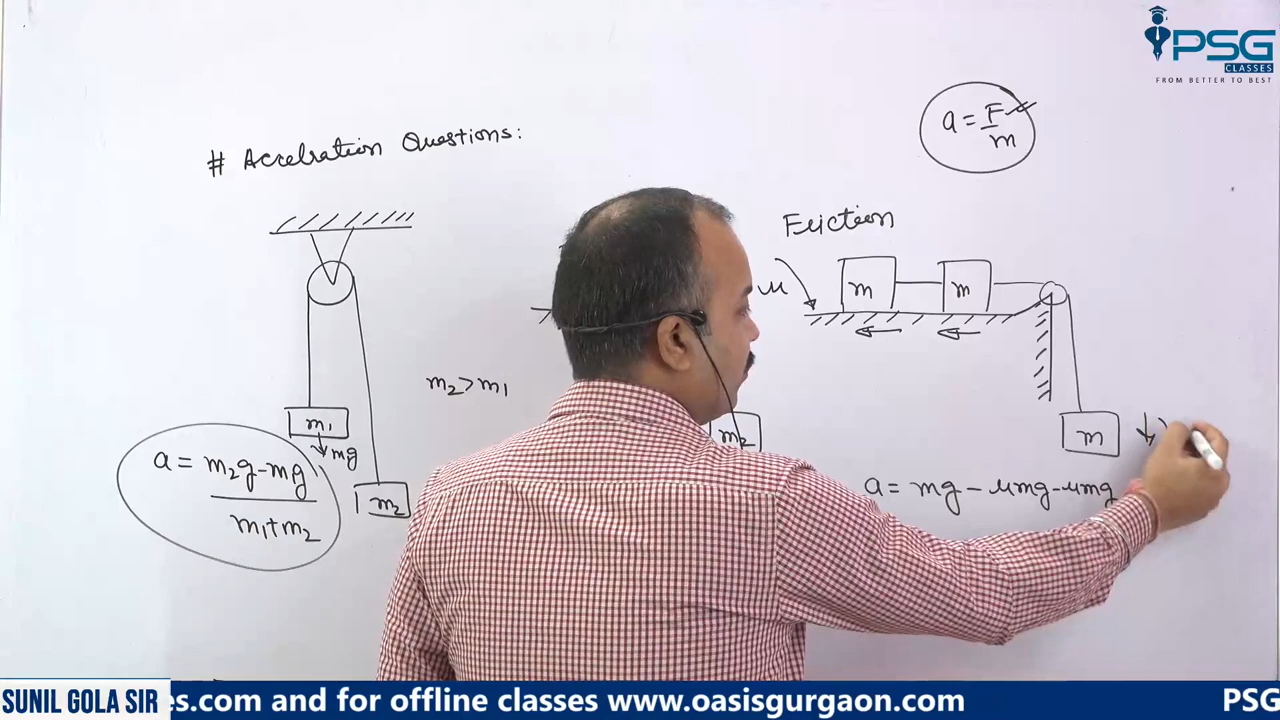 PSG
CLASSES
FROM BETTER TO BEST
a = F/m
# Accelration Questions:
Friction
μ
m
m
m2>m1
m1
mg
m2
m2
m
a = m2g-mg
m1+m2
a = mg - μmg - μmg
SUNIL GOLA SIR
es.com and for offline classes www.oasisgurgaon.com
PSG